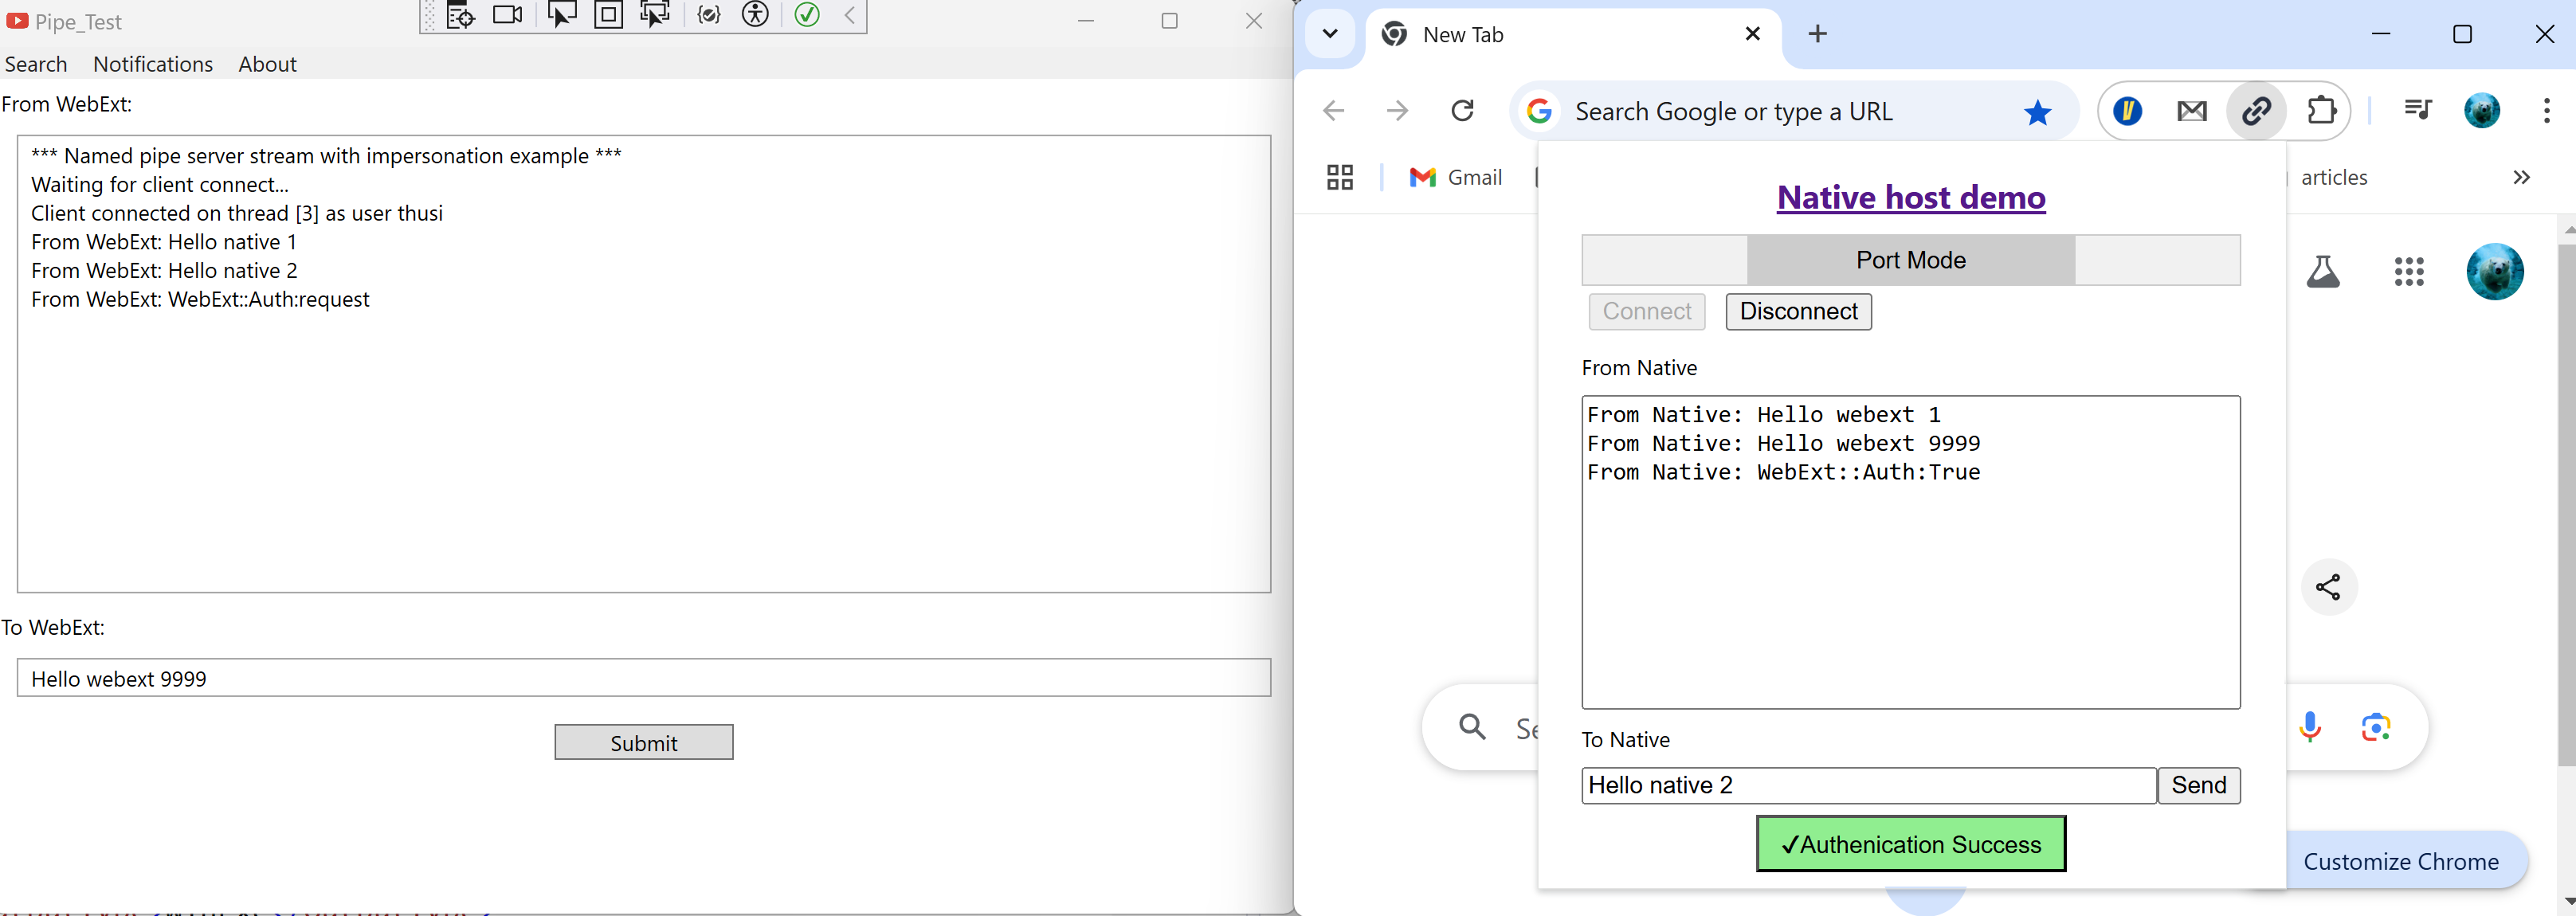 Pipe_Test
Search Notifications About
From WebExt:
*** Named pipe server stream with impersonation example ***
Waiting for client connect...
Client connected on thread [3] as user thusi
From WebExt: Hello native 1
From WebExt: Hello native 2
From WebExt: WebExt::Auth:request
To WebExt:
Hello webext 9999
Submit
New Tab
Search Google or type a URL
Gmail
articles
Native host demo
Port Mode
Connect Disconnect
From Native
From Native: Hello webext 1
From Native: Hello webext 9999
From Native: WebExt::Auth:True
To Native
Hello native 2 Send
✓Authenication Success
Customize Chrome